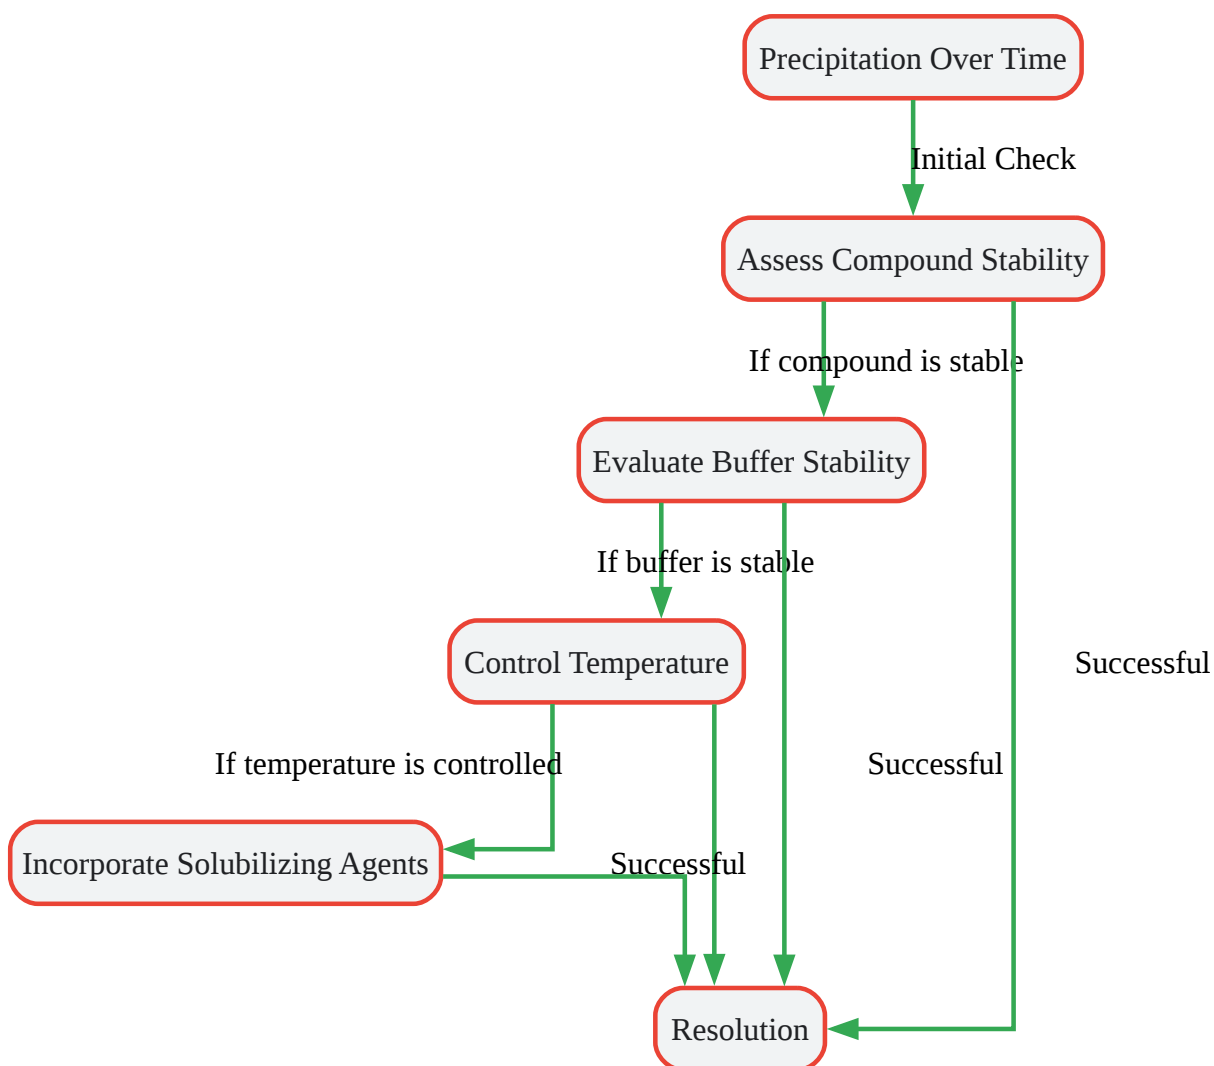 Precipitation Over Time
Initial Check
Assess Compound Stability
If compound is stable
Evaluate Buffer Stability
If buffer is stable
Control Temperature
Successful
If temperature is controlled
Successful
Incorporate Solubilizing Agents
Successful
Resolution